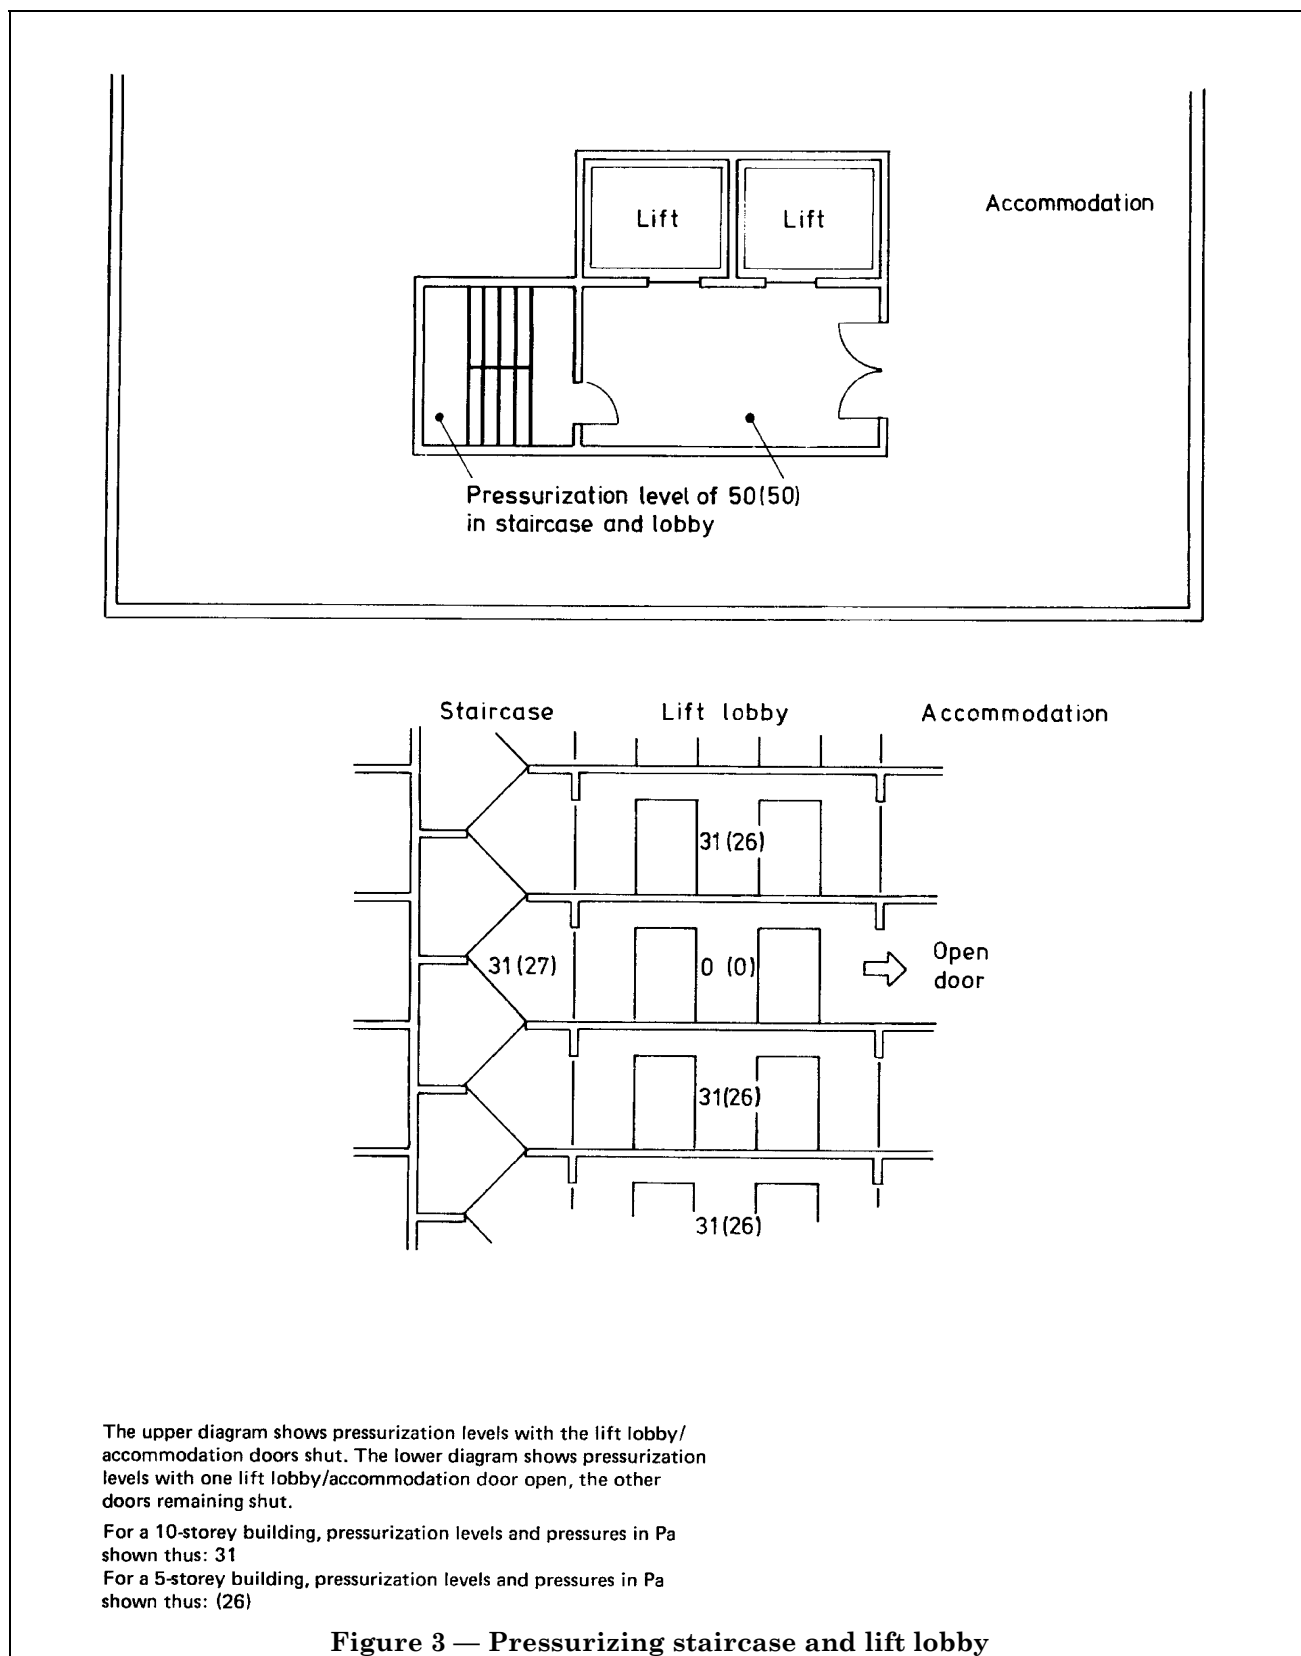 Lift
Lift
Accommodation
Pressurization level of 50(50)
in staircase and lobby
Staircase
Lift lobby
Accommodation
31(26)
31(27)
0 (0)
Open
door
31(26)
31(26)
The upper diagram shows pressurization levels with the lift lobby/
accommodation doors shut. The lower diagram shows pressurization
levels with one lift lobby/accommodation door open, the other
doors remaining shut.
For a 10-storey building, pressurization levels and pressures in Pa
shown thus: 31
For a 5-storey building, pressurization levels and pressures in Pa
shown thus: (26)
Figure 3 — Pressurizing staircase and lift lobby